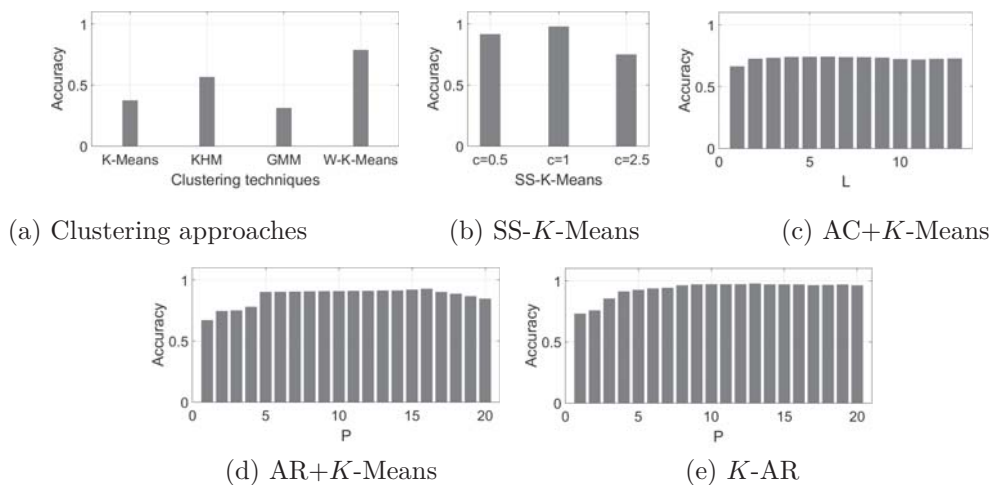 Accuracy
1
0.5
0
K-Means KHM GMM W-K-Means
Clustering techniques
(a) Clustering approaches
Accuracy
1
0.5
0
c=0.5 c=1 c=2.5
SS-K-Means
(b) SS-K-Means
Accuracy
1
0.5
0
0 5 10
L
(c) AC+K-Means
Accuracy
1
0.5
0
0 5 10 15 20
P
(d) AR+K-Means
Accuracy
1
0.5
0
0 5 10 15 20
P
(e) K-AR